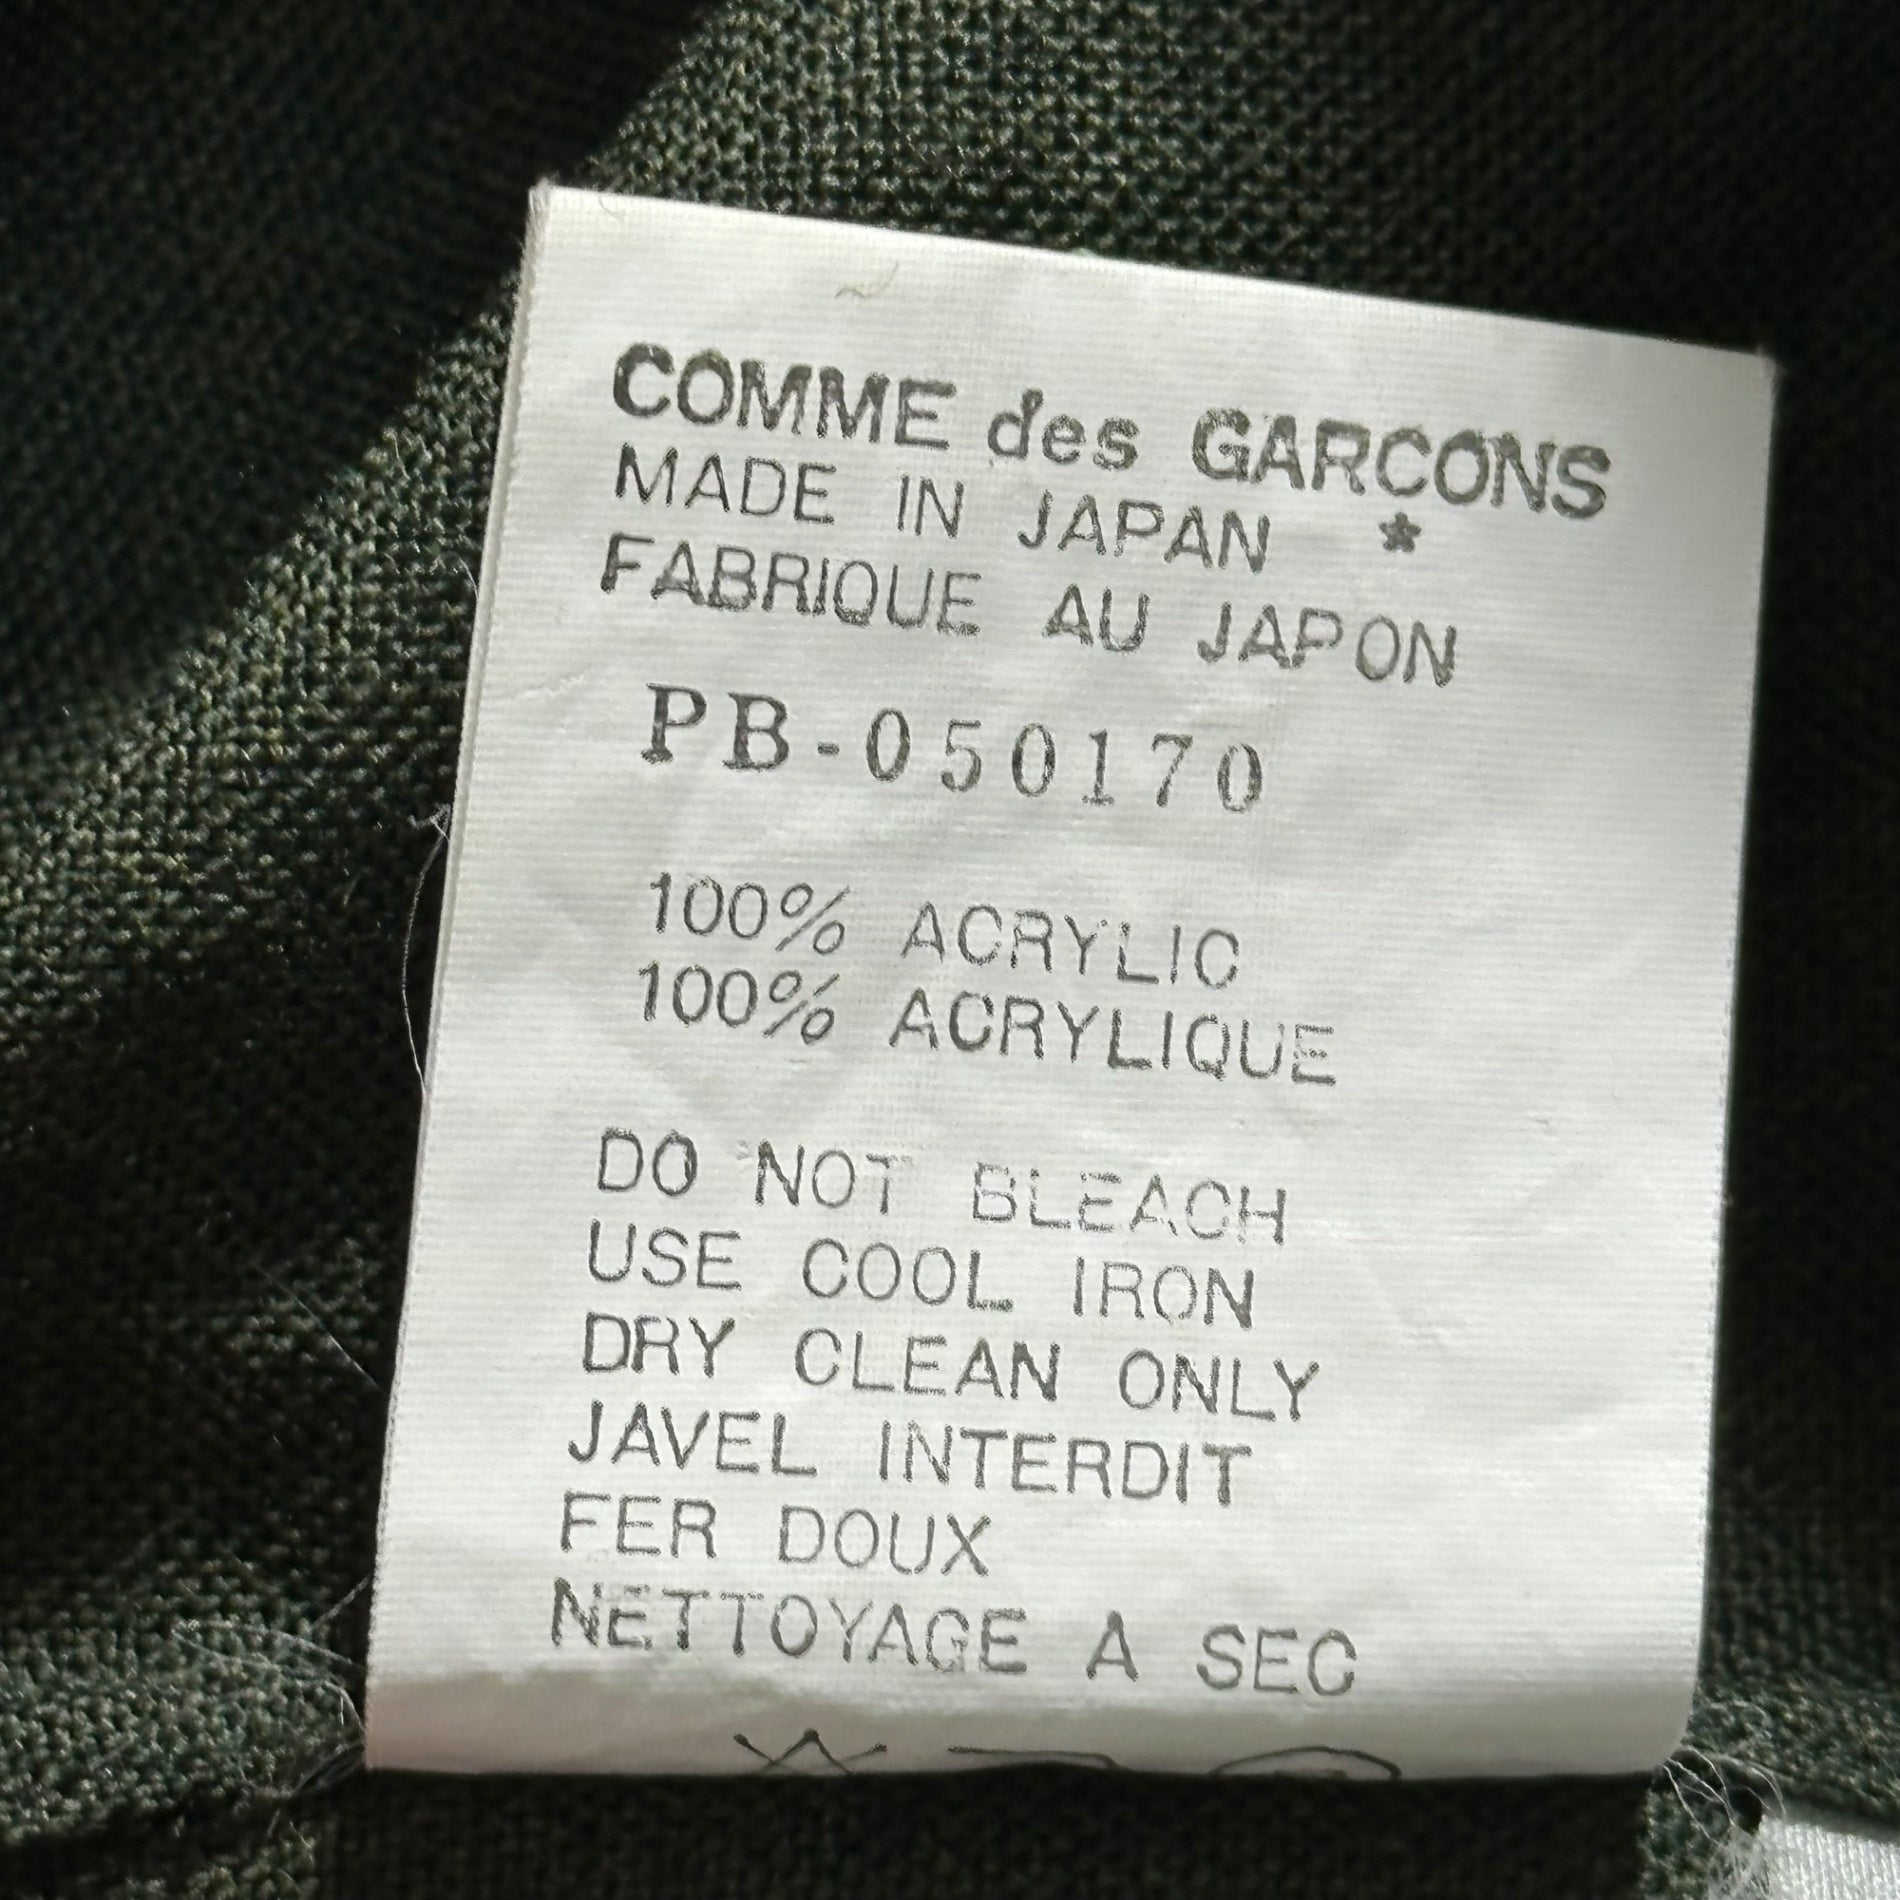 COMME des GARCONS
MADE IN JAPAN *
FABRIQUE AU JAPON
PB-050170
100% ACRYLIC
100% ACRYLIQUE
DO NOT BLEACH
USE COOL IRON
DRY CLEAN ONLY
JAVEL INTERDIT
FER DOUX
NETTOYAGE A SEC